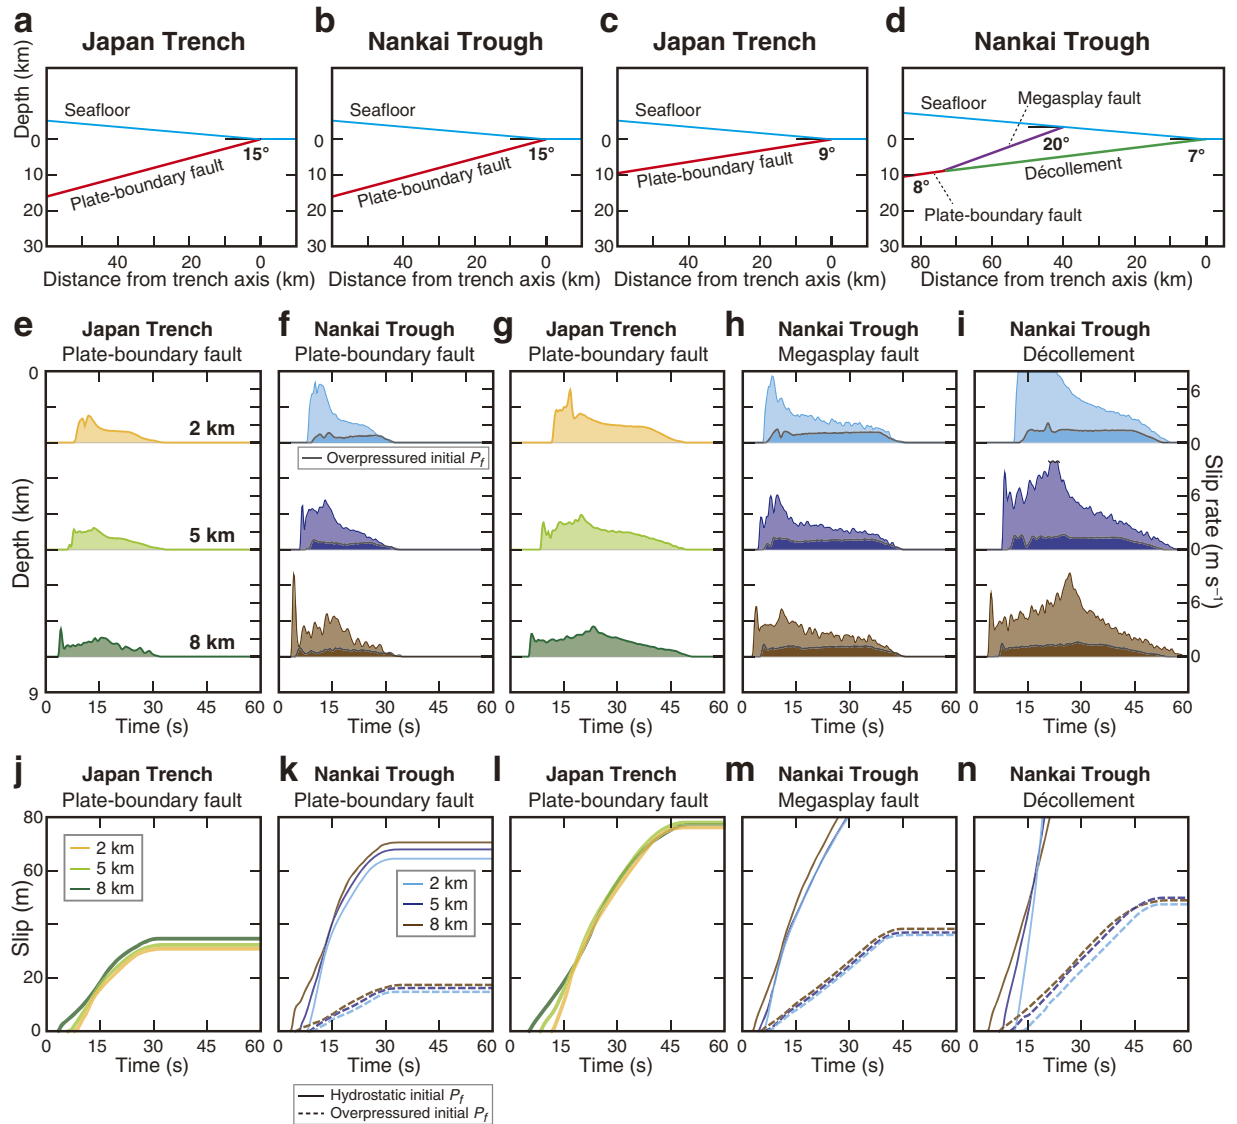 a b c d
Japan Trench Nankai Trough Japan Trench Nankai Trough
Depth (km)
Seafloor
0
10
20
30
15°
Plate-boundary fault
40 20 0
Distance from trench axis (km)
Seafloor
0
10
20
30
15°
Plate-boundary fault
40 20 0
Distance from trench axis (km)
Seafloor
0
10
20
30
9°
Plate-boundary fault
40 20 0
Distance from trench axis (km)
Seafloor
Megasplay fault
0
10
20
30
20°
7°
8°
Décollement
Plate-boundary fault
80 60 40 20 0
Distance from trench axis (km)
e f g h i
Japan Trench Nankai Trough Japan Trench Nankai Trough Nankai Trough
Plate-boundary fault Plate-boundary fault Plate-boundary fault Megasplay fault Décollement
Depth (km)
0
9
2 km
5 km
8 km
Overpressured initial Pf
6
0
6
0
6
0
Slip rate (m s⁻¹)
0 15 30 45 60 0 15 30 45 60 0 15 30 45 60 0 15 30 45 60 0 15 30 45 60
Time (s) Time (s) Time (s) Time (s) Time (s)
j k l m n
Japan Trench Nankai Trough Japan Trench Nankai Trough Nankai Trough
Plate-boundary fault Plate-boundary fault Plate-boundary fault Megasplay fault Décollement
Slip (m)
80
60
40
20
0
2 km
5 km
8 km
2 km
5 km
8 km
0 15 30 45 60 0 15 30 45 60 0 15 30 45 60 0 15 30 45 60 0 15 30 45 60
Time (s) Time (s) Time (s) Time (s) Time (s)
Hydrostatic initial Pf
Overpressured initial Pf